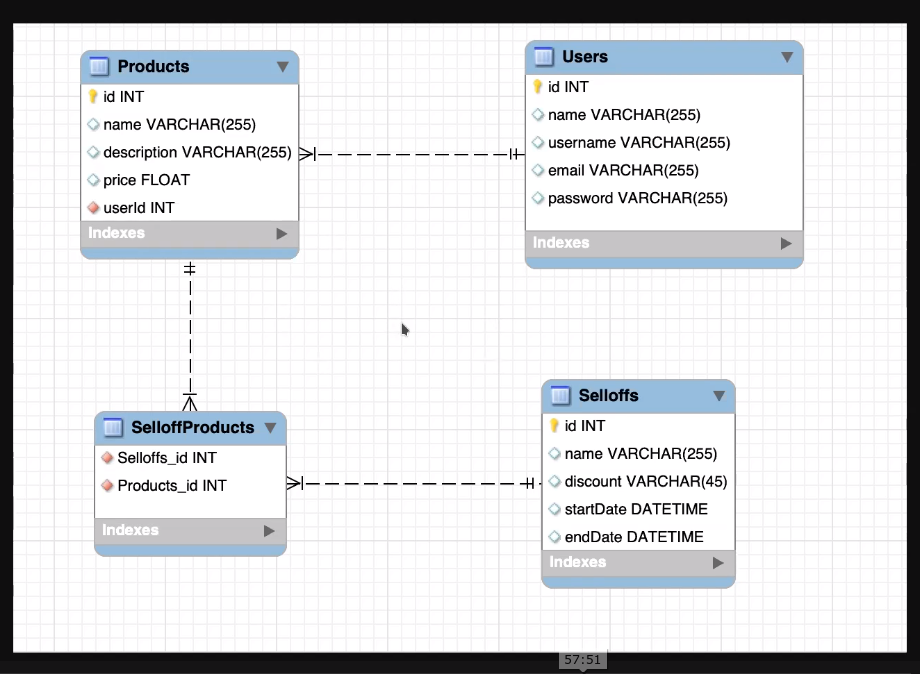 Products
id INT
name VARCHAR(255)
description VARCHAR(255)
price FLOAT
userId INT
Indexes
Users
id INT
name VARCHAR(255)
username VARCHAR(255)
email VARCHAR(255)
password VARCHAR(255)
Indexes
SelloffProducts
Selloffs_id INT
Products_id INT
Indexes
Selloffs
id INT
name VARCHAR(255)
discount VARCHAR(45)
startDate DATETIME
endDate DATETIME
Indexes
57:51